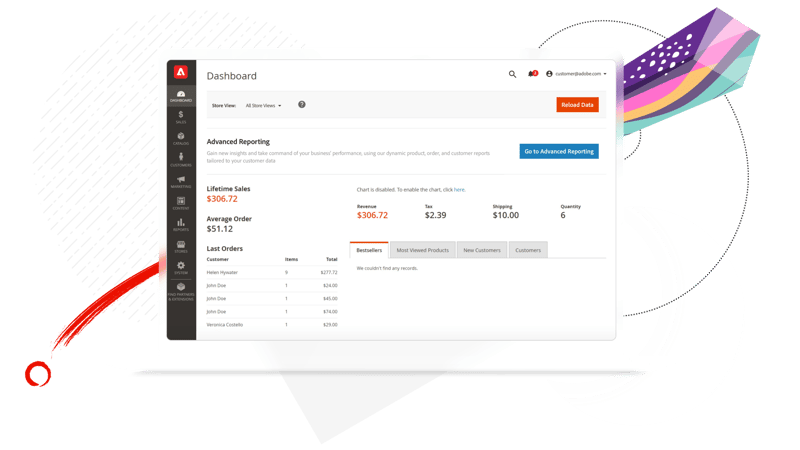 Dashboard
2
customer@adobe.com
DASHBOARD
Store View:
All Store Views
?
Reload Data
$
SALES
Advanced Reporting
Gain new insights and take command of your business' performance, using our dynamic product, order, and customer reports
tailored to your customer data.
Go to Advanced Reporting
CATALOG
CUSTOMERS
MARKETING
CONTENT
REPORTS
STORES
SYSTEM
FIND PARTNERS
& EXTENSIONS
Lifetime Sales
$306.72
Average Order
$51.12
Chart is disabled. To enable the chart, click here.
Revenue Tax Shipping Quantity
$306.72 $2.39 $10.00 6
Last Orders
Customer Items Total
Helen Hywater 9 $277.72
John Doe 1 $24.00
John Doe 1 $45.00
John Doe 1 $74.00
Veronica Costello 1 $29.00
Bestsellers Most Viewed Products New Customers Customers
We couldn't find any records.